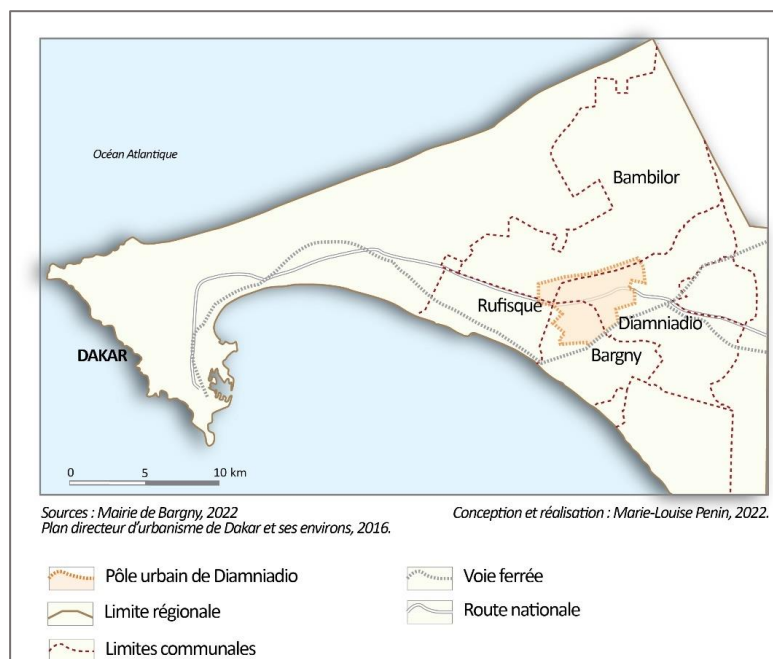 Océan Atlantique
Bambilor
Rufisque
Diamniadio
DAKAR
Bargny
0 5 10 km
Sources : Mairie de Bargny, 2022
Plan directeur d'urbanisme de Dakar et ses environs, 2016.
Conception et réalisation : Marie-Louise Penin, 2022.
Pôle urbain de Diamniadio
Limite régionale
Limites communales
Voie ferrée
Route nationale